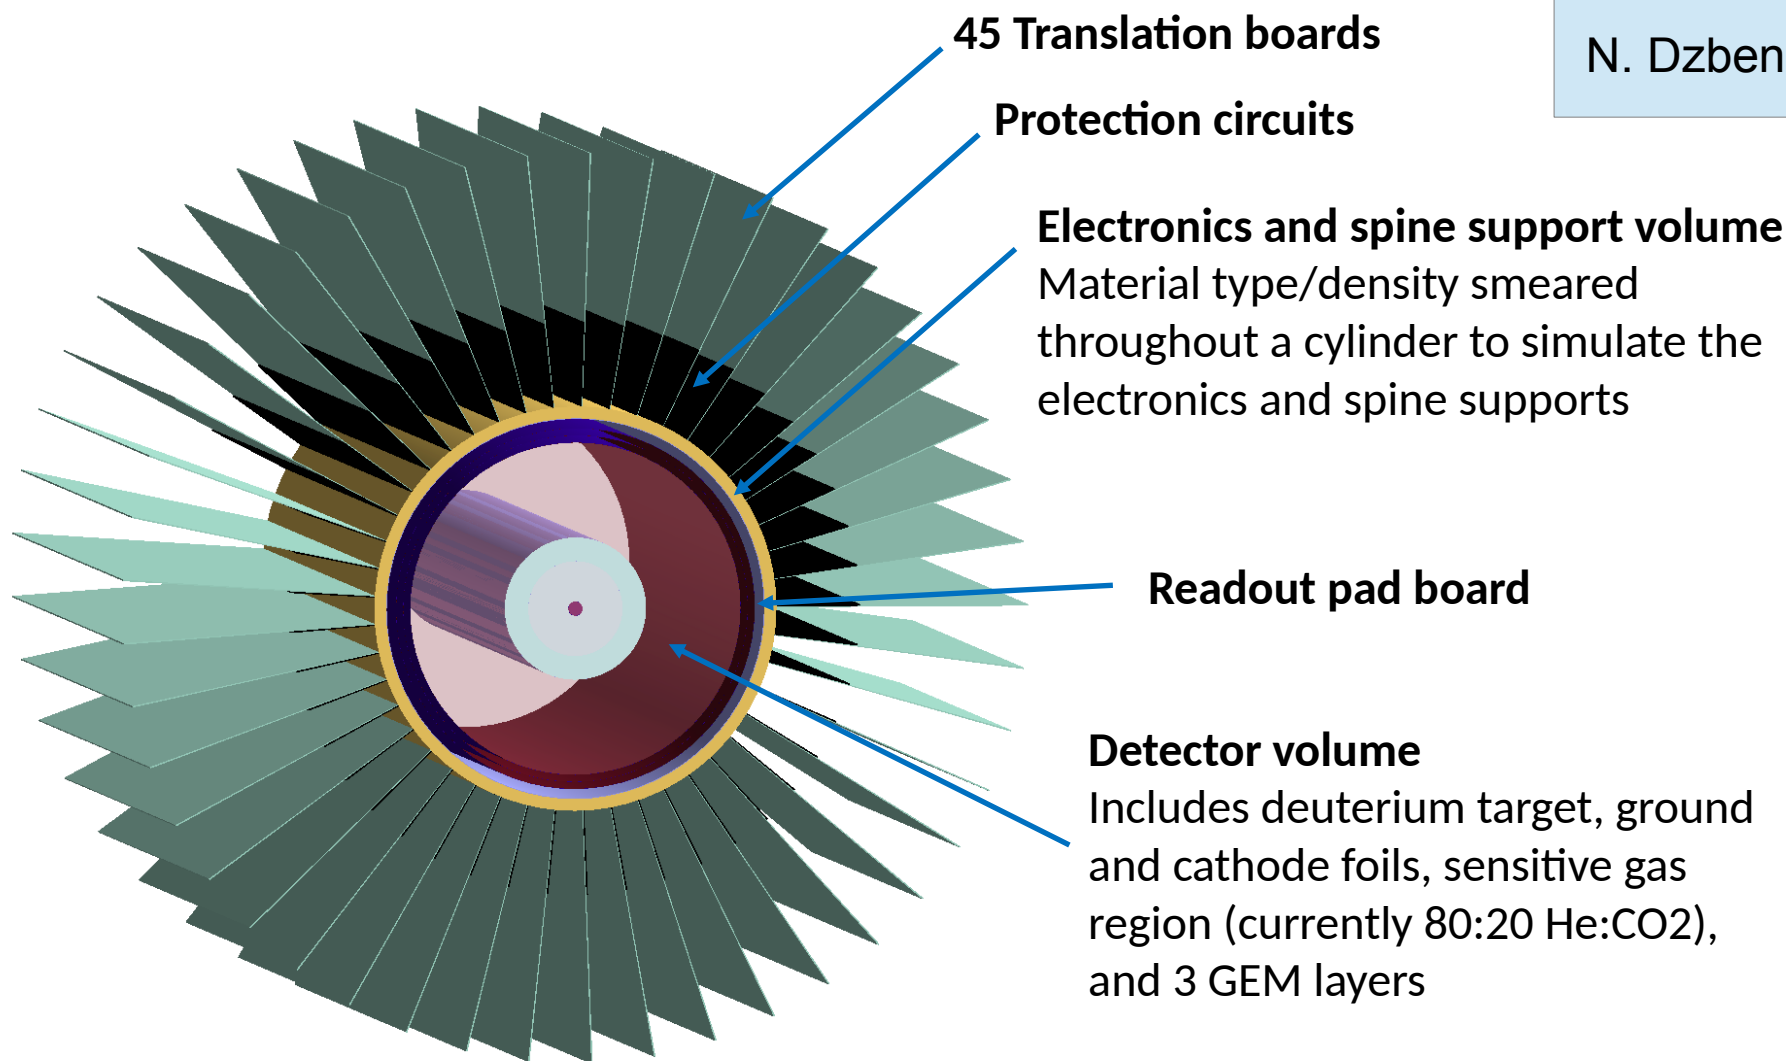 45 Translation boards
N. Dzben
Protection circuits
Electronics and spine support volume
Material type/density smeared
throughout a cylinder to simulate the
electronics and spine supports
Readout pad board
Detector volume
Includes deuterium target, ground
and cathode foils, sensitive gas
region (currently 80:20 He:CO2),
and 3 GEM layers